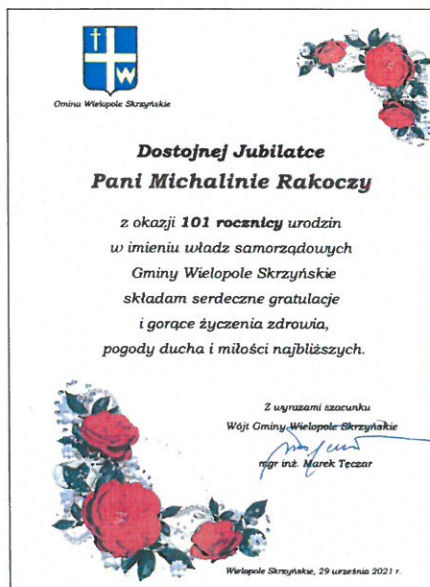 W
Gmina Wielopole Skrzyńskie
Dostojnej Jubilatce
Pani Michalinie Rakoczy
z okazji 101 rocznicy urodzin
w imieniu władz samorządowych
Gminy Wielopole Skrzyńskie
składam serdeczne gratulacje
i gorące życzenia zdrowia,
pogody ducha i miłości najbliższych.
Z wyrazami szacunku
Wójt Gminy Wielopole Skrzyńskie
mgr inż. Marek Tęczar
Wielopole Skrzyńskie, 29 września 2021 r.